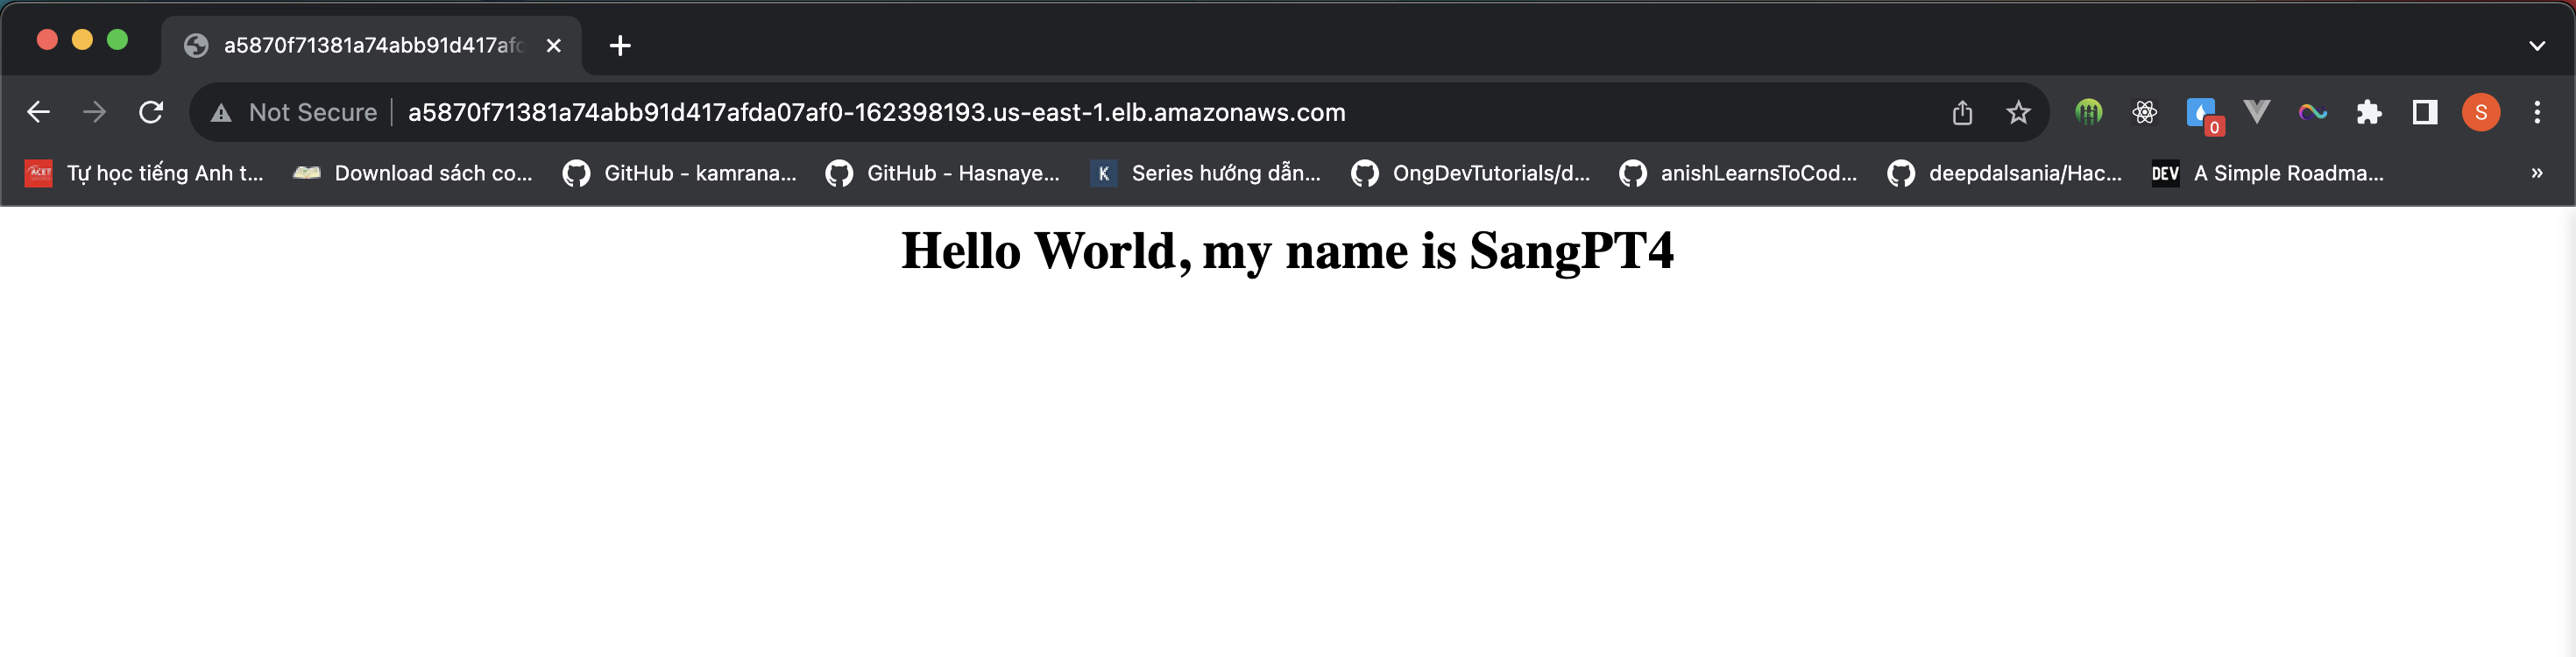 a5870f71381a74abb91d417afd
Not Secure a5870f71381a74abb91d417afda07af0-162398193.us-east-1.elb.amazonaws.com 0 S
ACET Tự học tiếng Anh t... Download sách co... GitHub - kamrana... GitHub - Hasnaye... K Series hướng dẫn... OngDevTutorials/d... anishLearnsToCod... deepdalsania/Hac... DEV A Simple Roadma... »
Hello World, my name is SangPT4